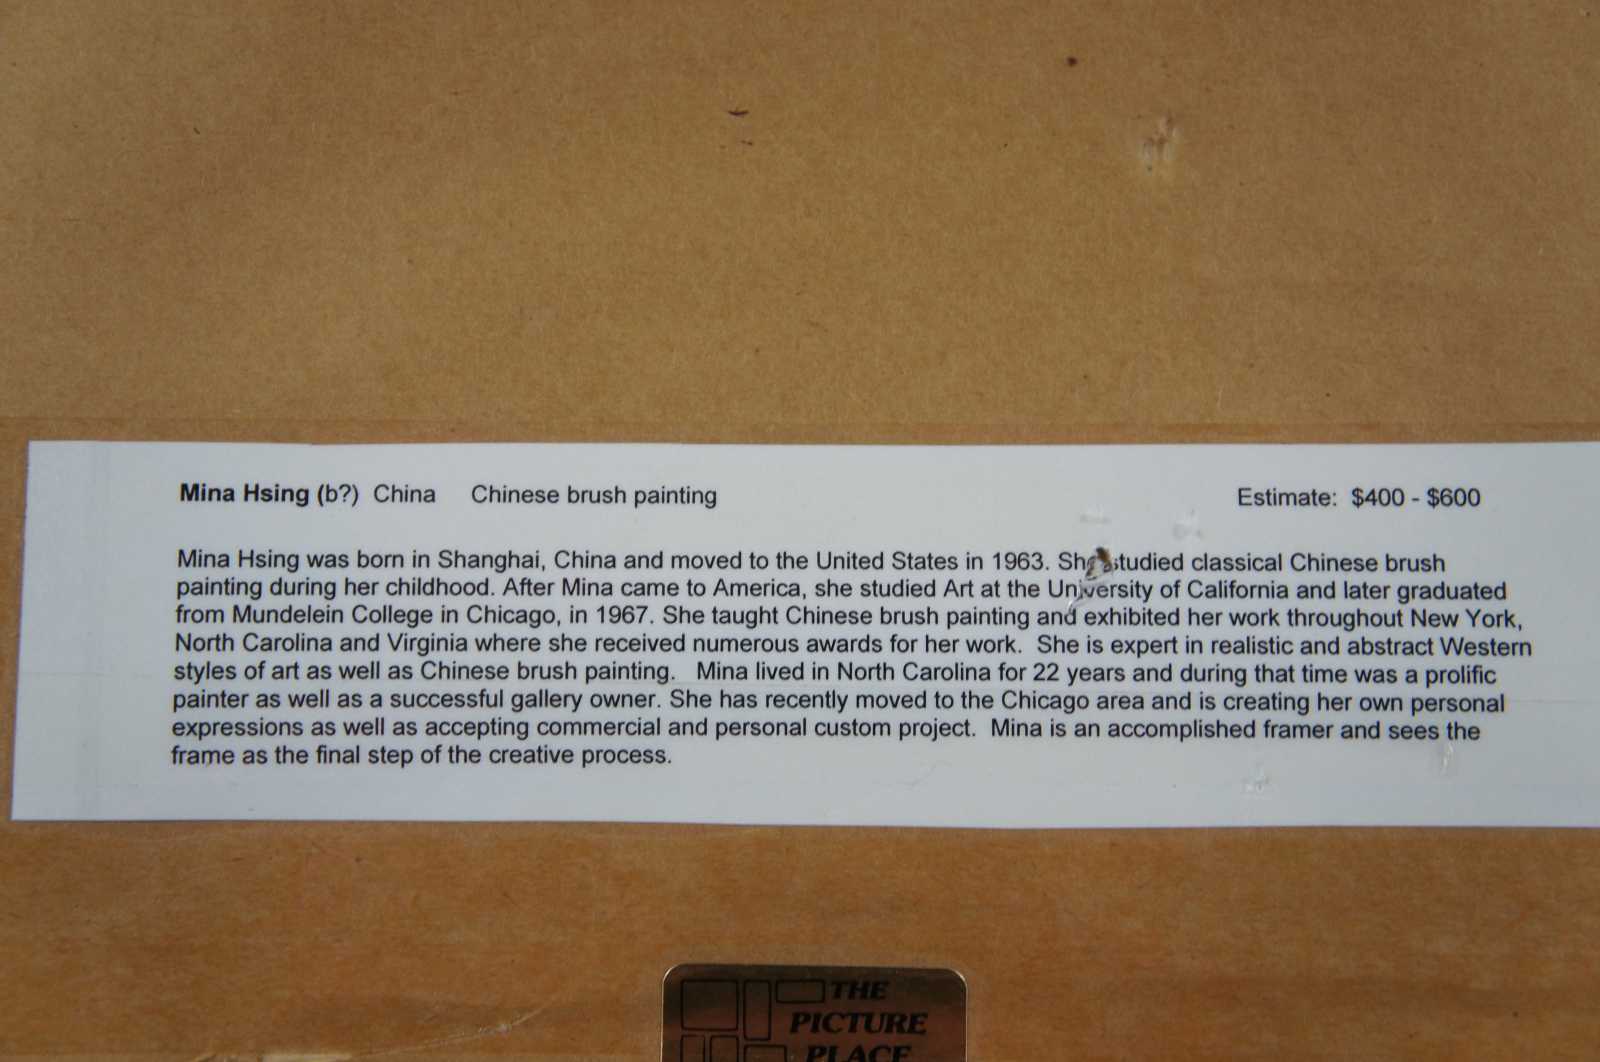 Mina Hsing (b?) China Chinese brush painting Estimate: $400 - $600
Mina Hsing was born in Shanghai, China and moved to the United States in 1963. She studied classical Chinese brush
painting during her childhood. After Mina came to America, she studied Art at the University of California and later graduated
from Mundelein College in Chicago, in 1967. She taught Chinese brush painting and exhibited her work throughout New York,
North Carolina and Virginia where she received numerous awards for her work. She is expert in realistic and abstract Western
styles of art as well as Chinese brush painting. Mina lived in North Carolina for 22 years and during that time was a prolific
painter as well as a successful gallery owner. She has recently moved to the Chicago area and is creating her own personal
expressions as well as accepting commercial and personal custom project. Mina is an accomplished framer and sees the
frame as the final step of the creative process.
THE
PICTURE
PLACE